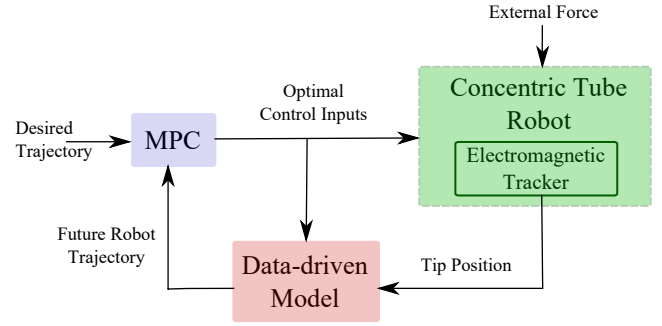 External Force
Optimal
Control Inputs
Concentric Tube
Robot
Desired
Trajectory
MPC
Electromagnetic
Tracker
Future Robot
Trajectory
Data-driven
Model
Tip Position